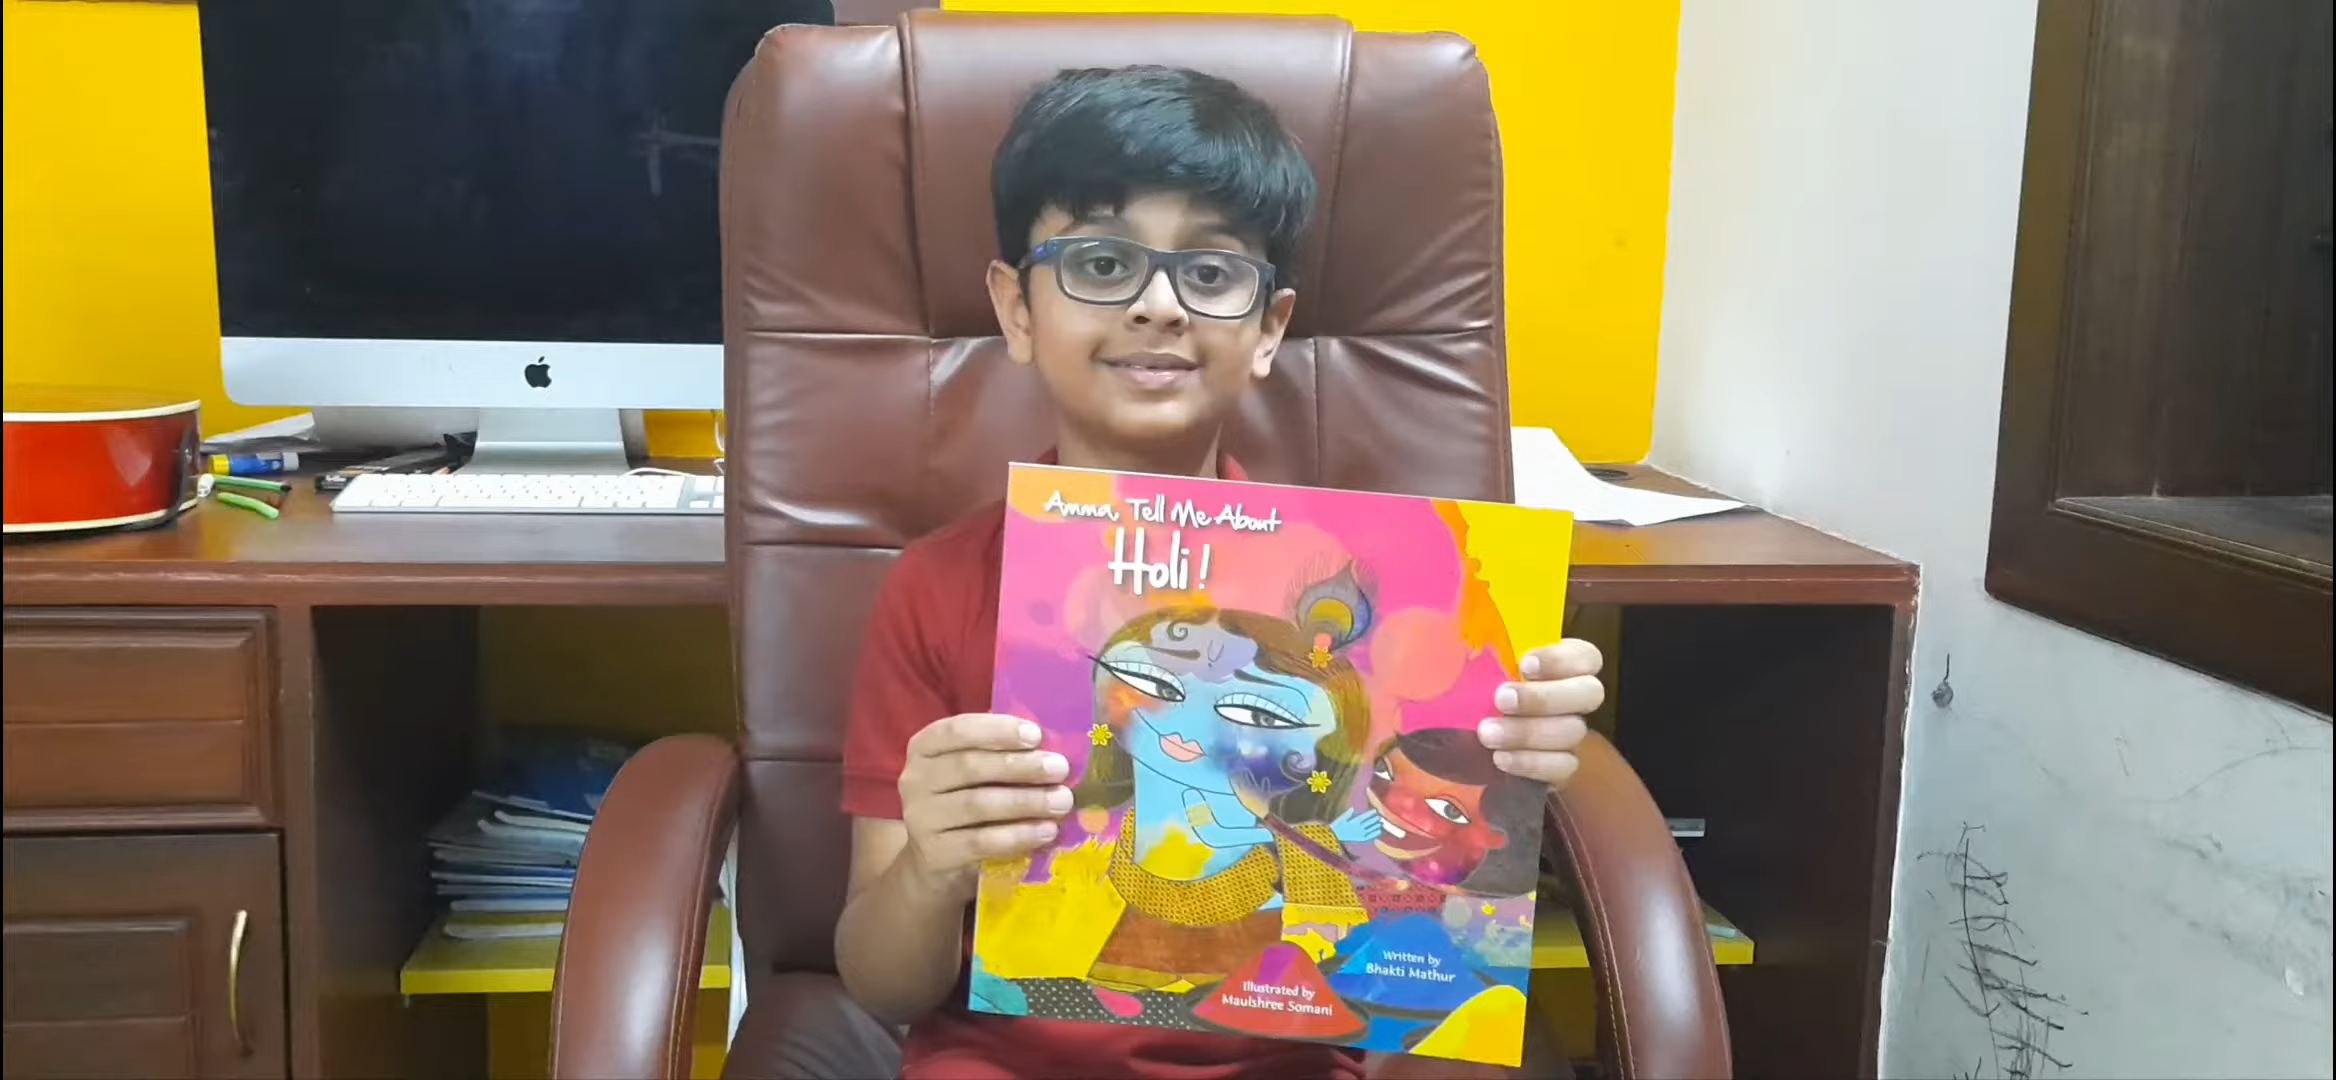 Amma, Tell Me About
Holi!
Written by
Bhakti Mathur
Illustrated by
Maulshree Somani